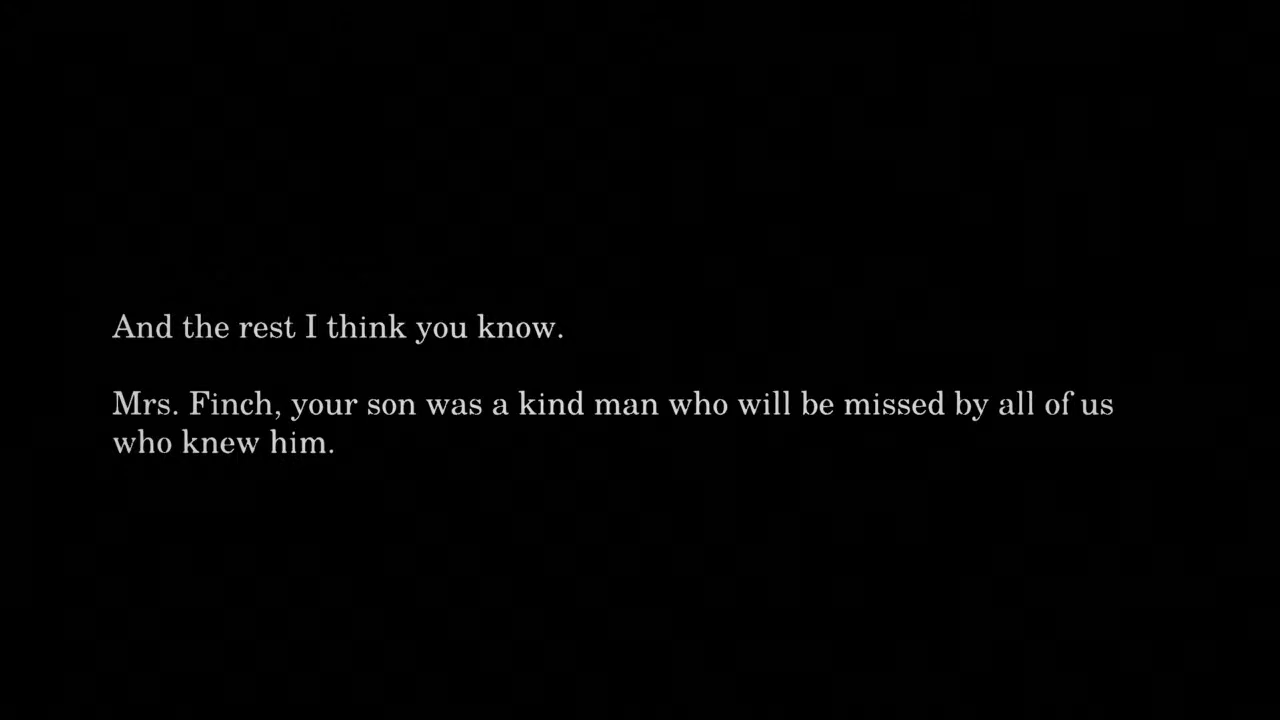 And the rest I think you know.
Mrs. Finch, your son was a kind man who will be missed by all of us
who knew him.